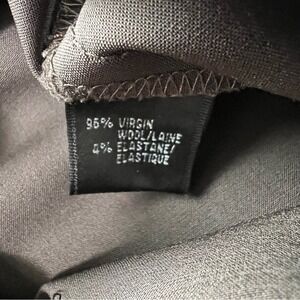 96% VIRGIN
WOOL/LAINE
4% ELASTANE/
ELASTIQUE